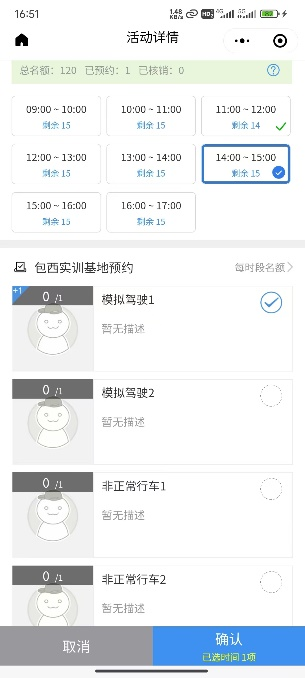 16:51
1.48 KB/s HD 4G 5G
活动详情
总名额：120 已预约：1 已核销：0
09:00 ~ 10:00 10:00 ~ 11:00 11:00 ~ 12:00
剩余 15 剩余 15 剩余 14
12:00 ~ 13:00 13:00 ~ 14:00 14:00 ~ 15:00
剩余 15 剩余 15 剩余 15
15:00 ~ 16:00 16:00 ~ 17:00
剩余 15 剩余 15
包西实训基地预约 每时段名额
+1 0 /1 模拟驾驶1
暂无描述
0 /1 模拟驾驶2
暂无描述
0 /1 非正常行车1
暂无描述
0 /1 非正常行车2
暂无描述
取消 确认
已选时间 1项